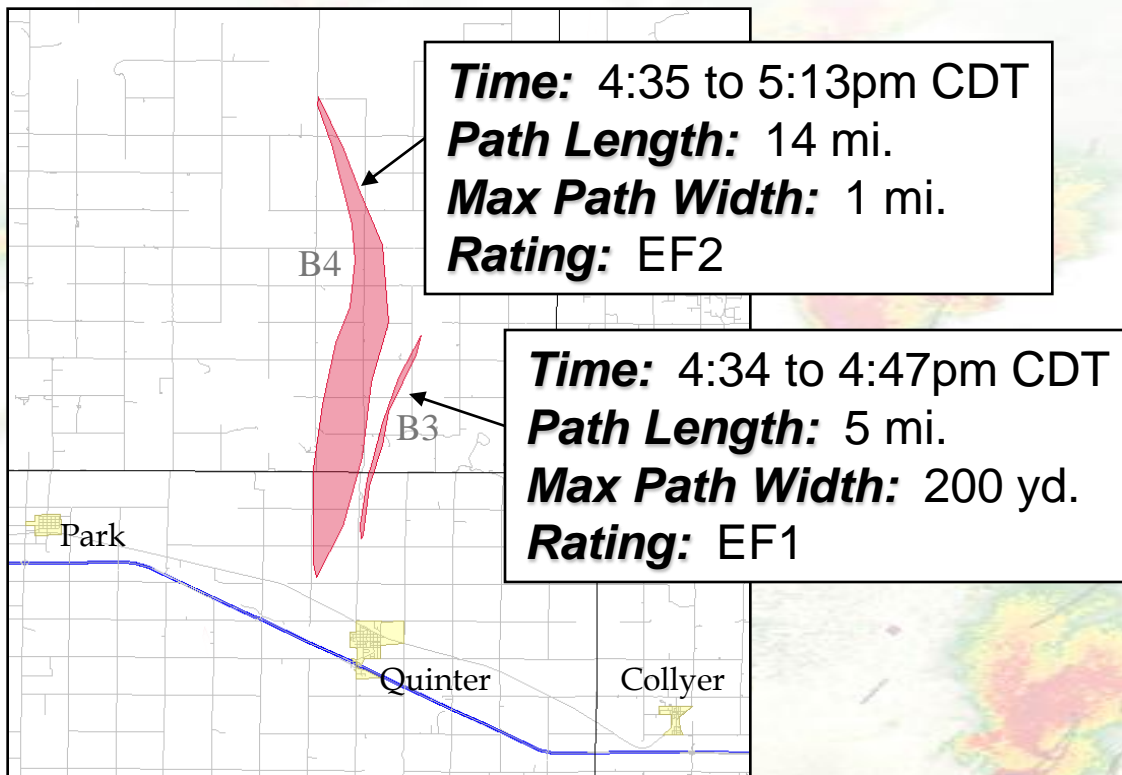 Time: 4:35 to 5:13pm CDT
Path Length: 14 mi.
Max Path Width: 1 mi.
Rating: EF2
B4
Time: 4:34 to 4:47pm CDT
Path Length: 5 mi.
Max Path Width: 200 yd.
Rating: EF1
B3
Park
Quinter
Collyer